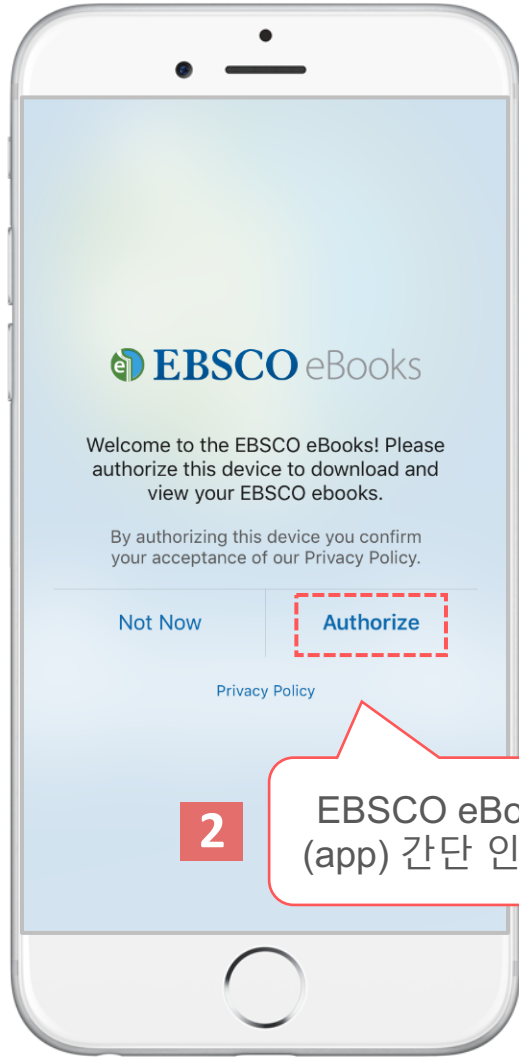 EBSCO eBooks
Welcome to the EBSCO eBooks! Please
authorize this device to download and
view your EBSCO ebooks.
By authorizing this device you confirm
your acceptance of our Privacy Policy.
Not Now
Authorize
Privacy Policy
2
EBSCO
(app) 간단